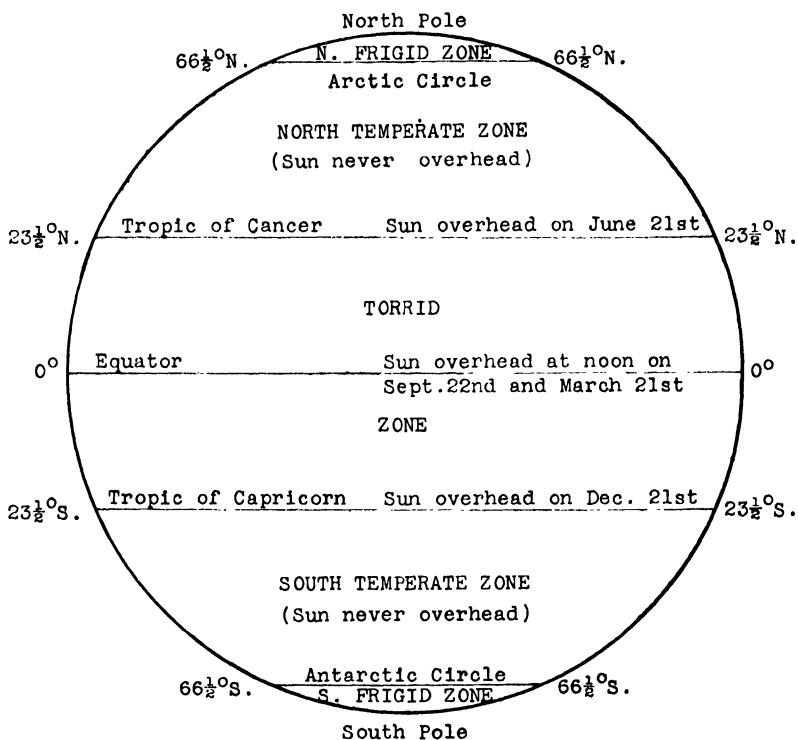 North Pole
66½°N. N. FRIGID ZONE 66½°N.
Arctic Circle
NORTH TEMPERATE ZONE
(Sun never overhead)
Tropic of Cancer Sun overhead on June 21st
23½°N. 23½°N.
TORRID
Equator Sun overhead at noon on
0° 0°
Sept.22nd and March 21st
ZONE
Tropic of Capricorn Sun overhead on Dec. 21st
23½°S. 23½°S.
SOUTH TEMPERATE ZONE
(Sun never overhead)
Antarctic Circle
66½°S. S. FRIGID ZONE 66½°S.
South Pole